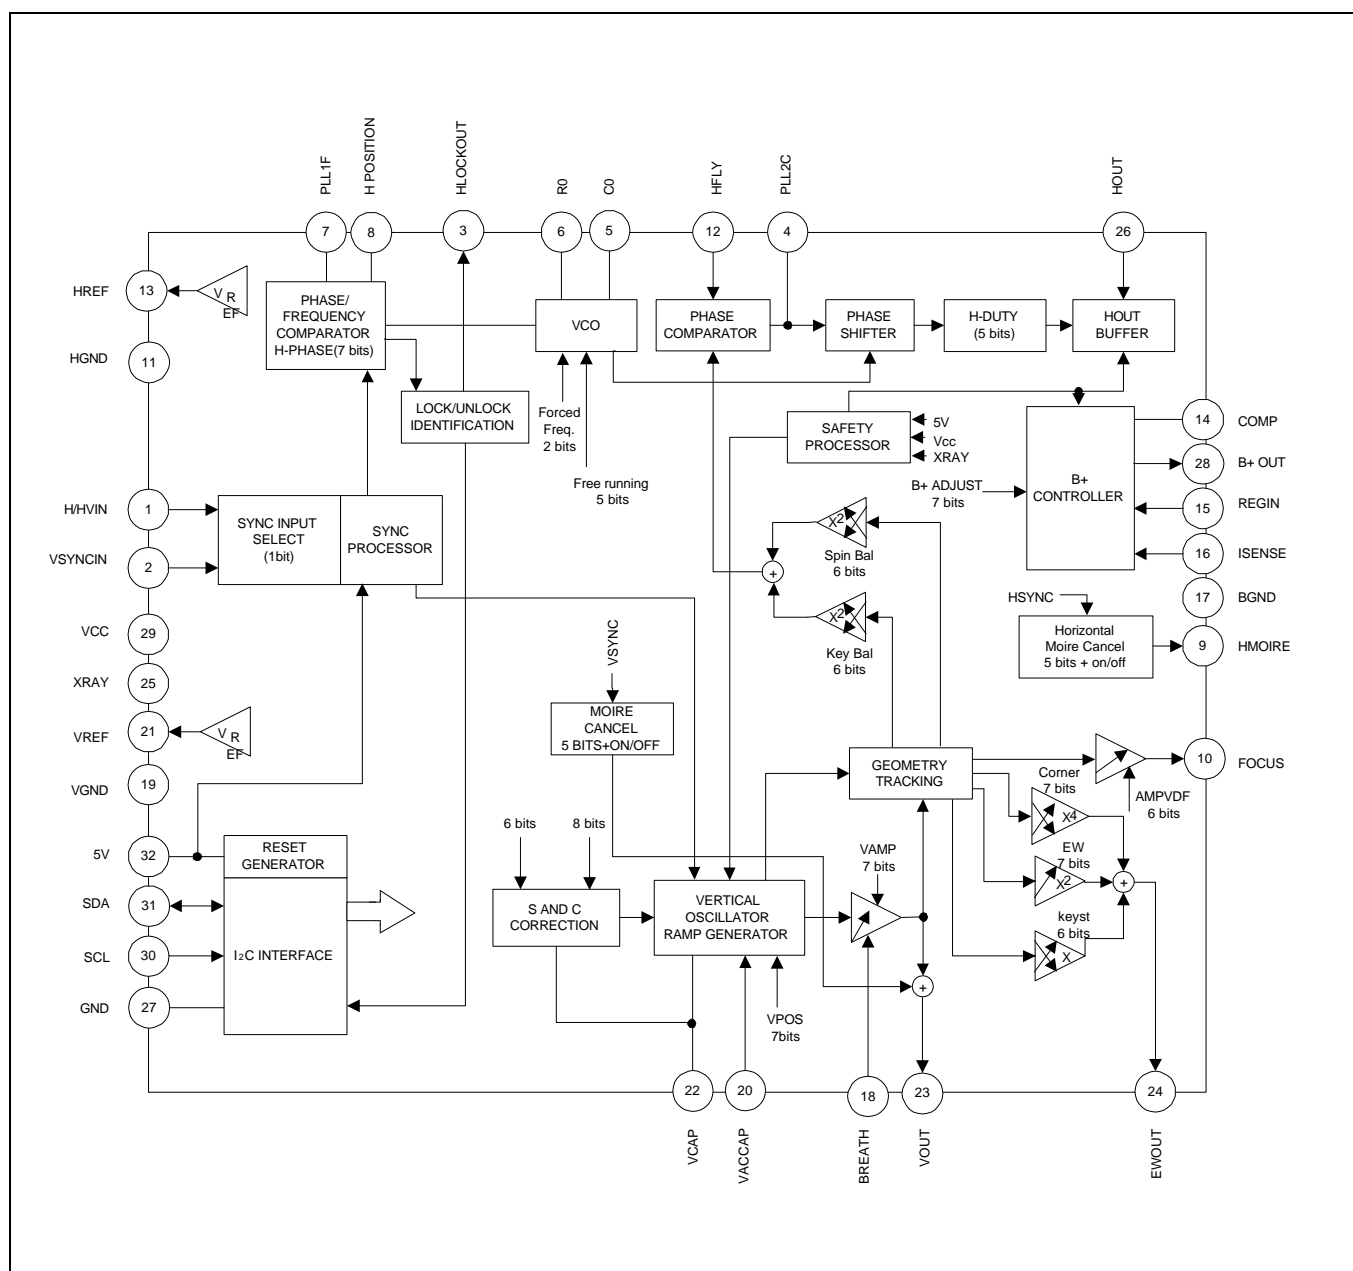 PLL1F
H POSITION
HLOCKOUT
R0
C0
HFLY
PLL2C
HOUT
7
8
3
6
5
12
4
26
HREF
13
V R
EF
HGND
11
PHASE/
FREQUENCY
COMPARATOR
H-PHASE(7 bits)
VCO
PHASE
COMPARATOR
PHASE
SHIFTER
H-DUTY
(5 bits)
HOUT
BUFFER
LOCK/UNLOCK
IDENTIFICATION
Forced
Freq.
2 bits
Free running
5 bits
SAFETY
PROCESSOR
5V
Vcc
XRAY
B+ ADJUST
7 bits
B+
CONTROLLER
14
COMP
28
B+ OUT
15
REGIN
16
ISENSE
17
BGND
H/HVIN
1
VSYNCIN
2
SYNC INPUT
SELECT
(1bit)
SYNC
PROCESSOR
X2
Spin Bal
6 bits
+
X2
Key Bal
6 bits
HSYNC
Horizontal
Moire Cancel
5 bits + on/off
9
HMOIRE
VCC
29
XRAY
25
VREF
21
V R
EF
VGND
19
VSYNC
MOIRE
CANCEL
5 BITS+ON/OFF
GEOMETRY
TRACKING
10
FOCUS
AMPVDF
6 bits
Corner
7 bits
X4
EW
7 bits
X2
+
keyst
6 bits
X
5V
32
SDA
31
SCL
30
GND
27
RESET
GENERATOR
I2C INTERFACE
6 bits
8 bits
S AND C
CORRECTION
VERTICAL
OSCILLATOR
RAMP GENERATOR
VAMP
7 bits
+
VPOS
7bits
22
20
18
23
24
VCAP
VACCAP
BREATH
VOUT
EWOUT